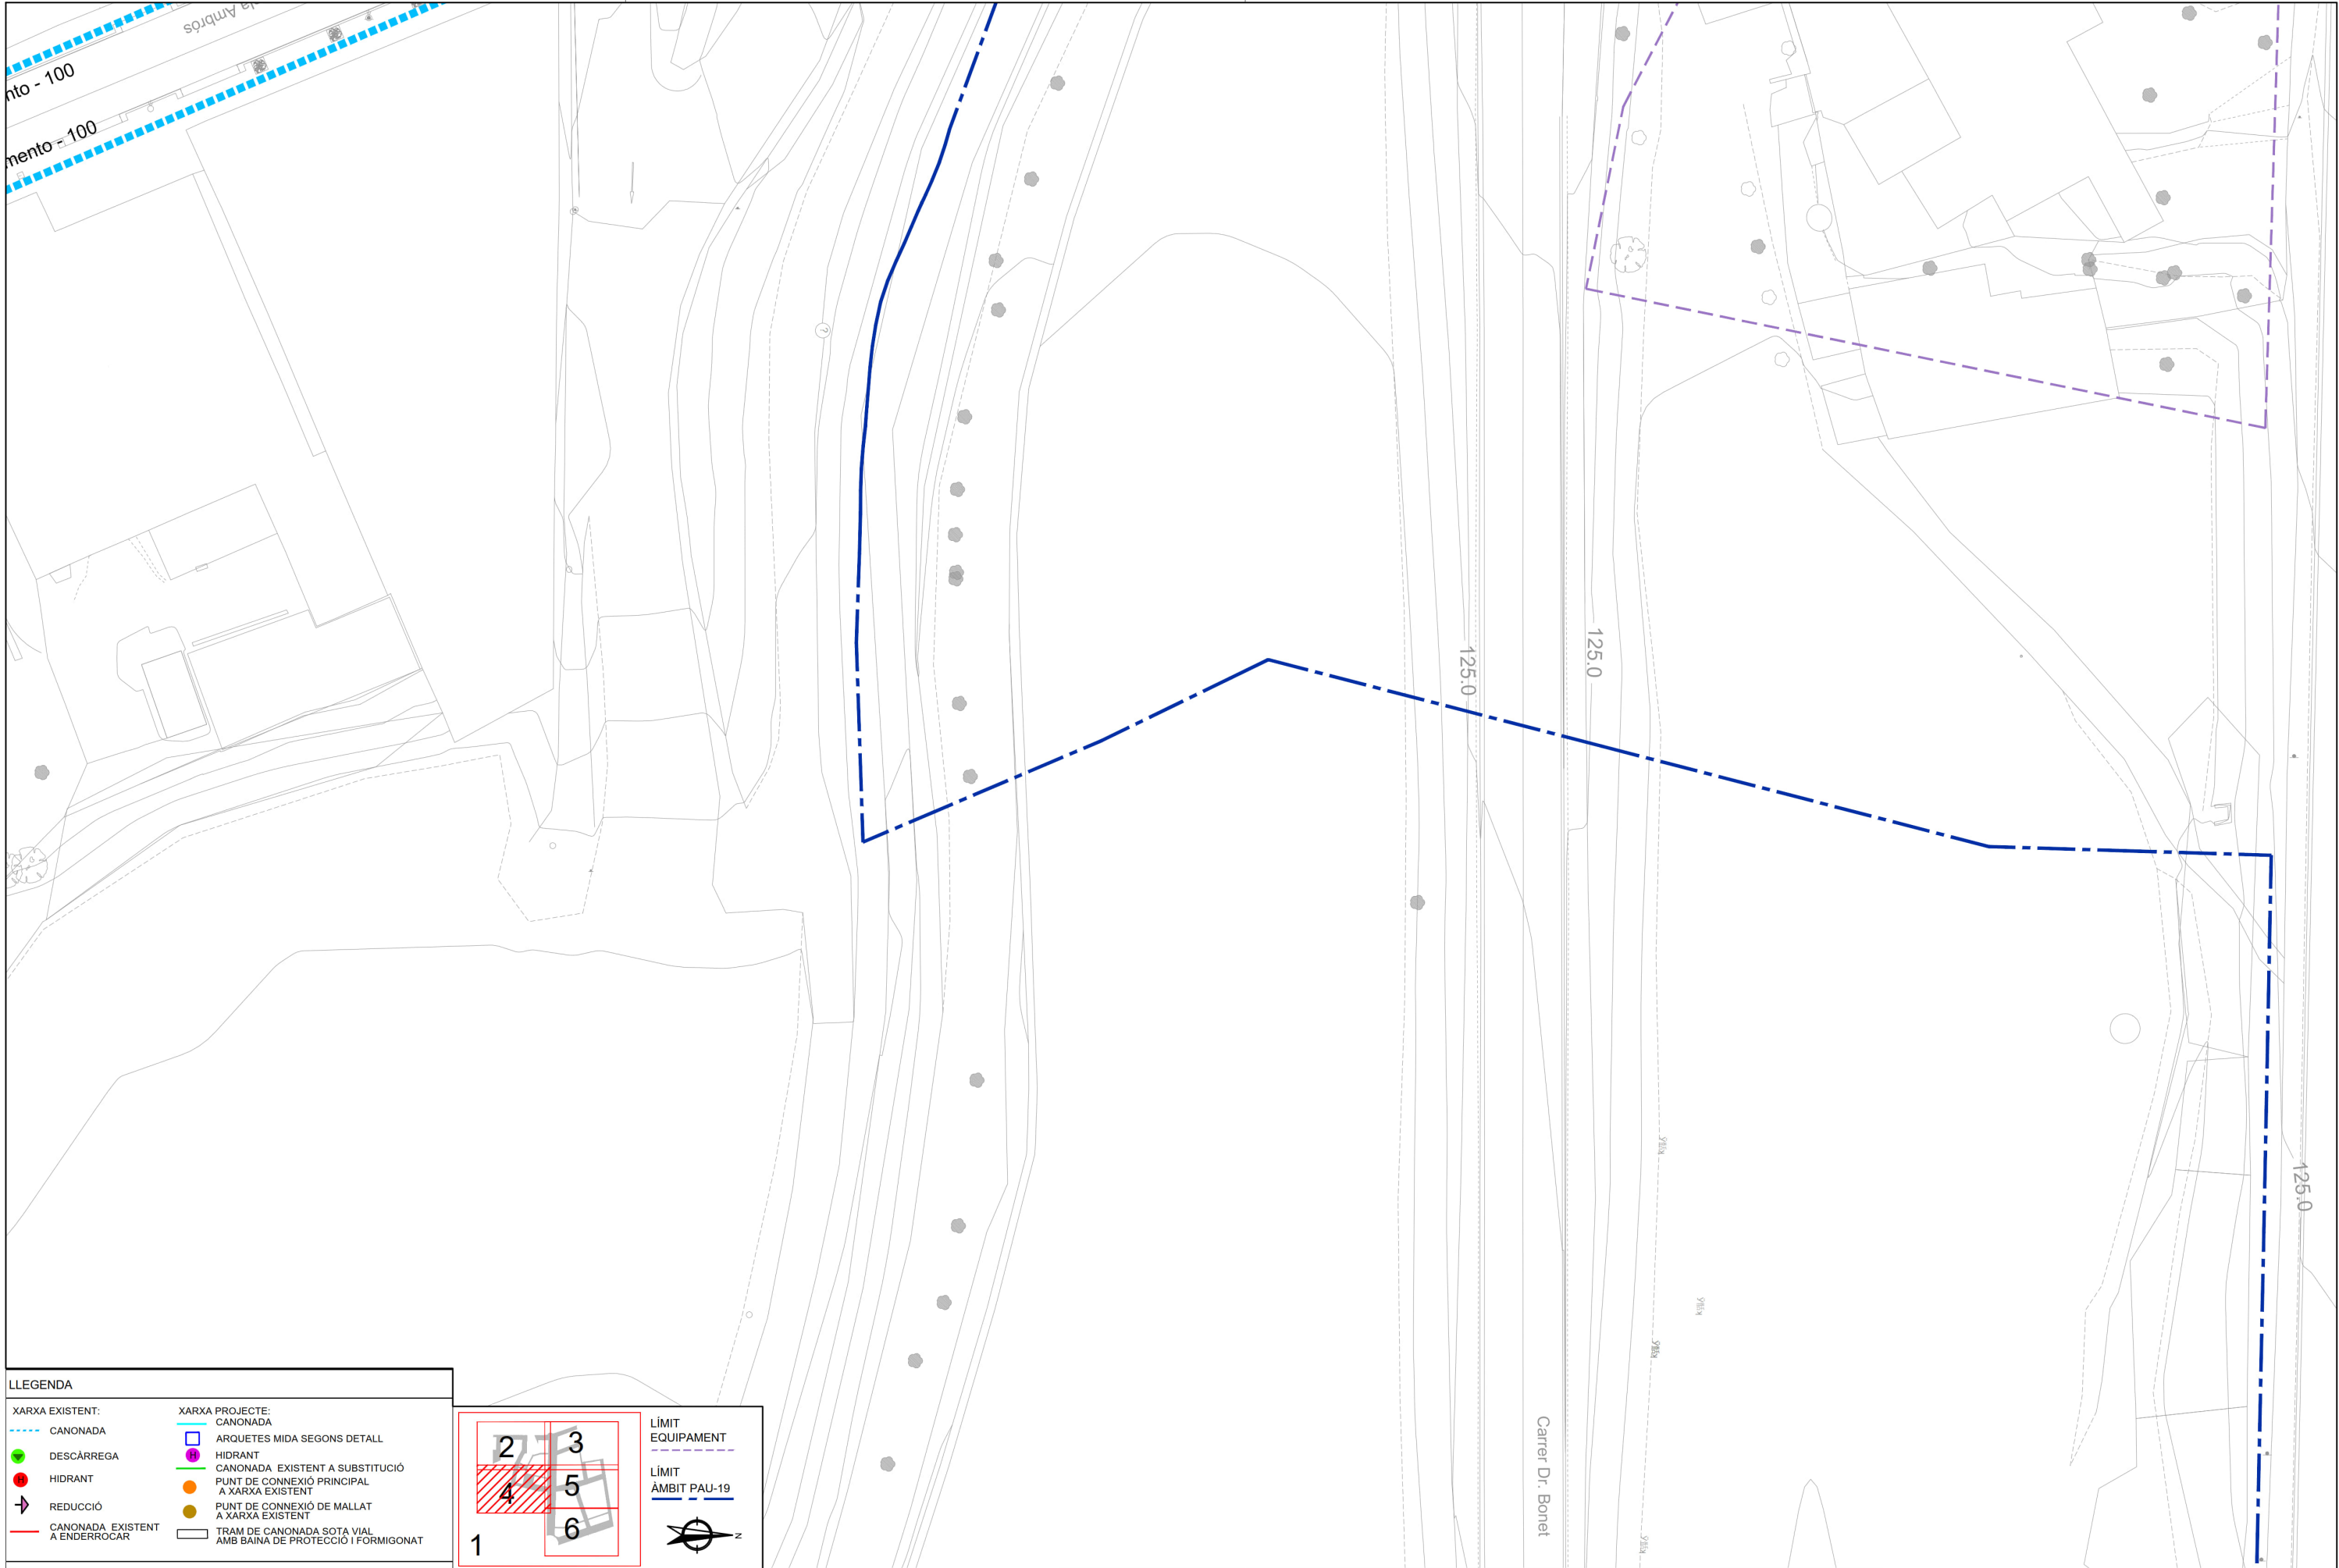 nto - 100
mento - 100
Ambrós
125.0
125.0
125.0
Carrer Dr. Bonet
LLEGENDA
XARXA EXISTENT:
CANONADA
DESCÀRREGA
H HIDRANT
REDUCCIÓ
CANONADA EXISTENT
A ENDERROCAR
XARXA PROJECTE:
CANONADA
ARQUETES MIDA SEGONS DETALL
H HIDRANT
CANONADA EXISTENT A SUBSTITUCIÓ
PUNT DE CONNEXIÓ PRINCIPAL
A XARXA EXISTENT
PUNT DE CONNEXIÓ DE MALLAT
A XARXA EXISTENT
TRAM DE CANONADA SOTA VIAL
AMB BAINA DE PROTECCIÓ I FORMIGONAT
2
3
4
5
6
1
LÍMIT
EQUIPAMENT
LÍMIT
ÀMBIT PAU-19
N